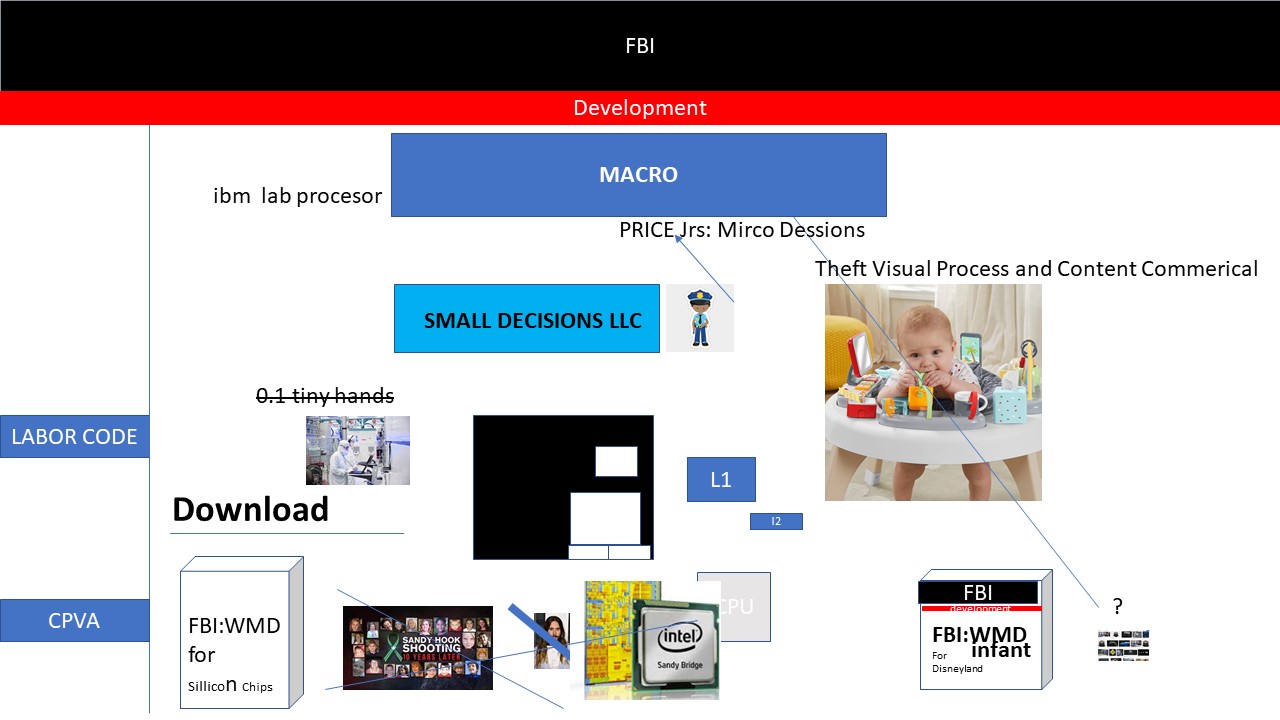 FBI
Development
MACRO
ibm lab procesor
PRICE Jrs: Mirco Dessions
Theft Visual Process and Content Commerical
SMALL DECISIONS LLC
0.1 tiny hands
LABOR CODE
L1
l2
Download
CPVA
FBI:WMD
for
Sillicon Chips
SANDY HOOK
SHOOTING
10 YEARS LATER
CPU
intel
Sandy Bridge
FBI
development
FBI:WMD
infant
For
Disneyland
?